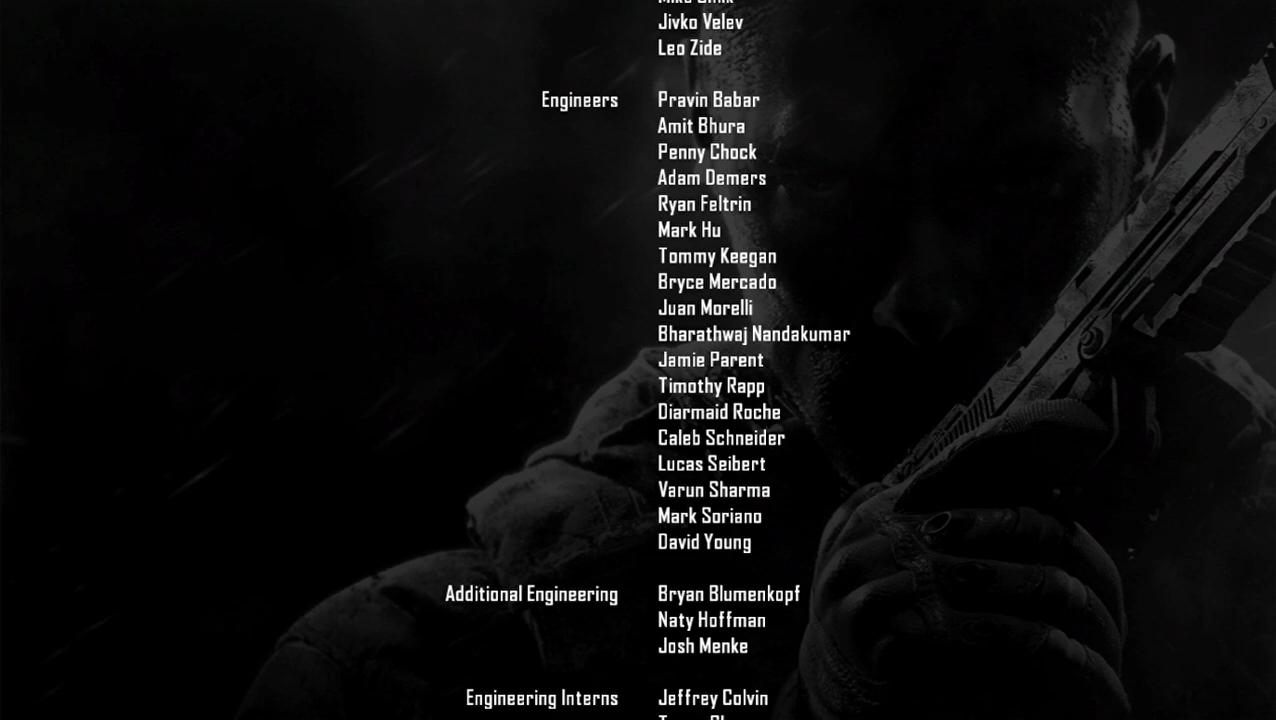 Jivko Velev
Leo Zide
Engineers Pravin Babar
Amit Bhura
Penny Chock
Adam Demers
Ryan Feltrin
Mark Hu
Tommy Keegan
Bryce Mercado
Juan Morelli
Bharathwaj Nandakumar
Jamie Parent
Timothy Rapp
Diarmaid Roche
Caleb Schneider
Lucas Seibert
Varun Sharma
Mark Soriano
David Young
Additional Engineering Bryan Blumenkopf
Naty Hoffman
Josh Menke
Engineering Interns Jeffrey Colvin